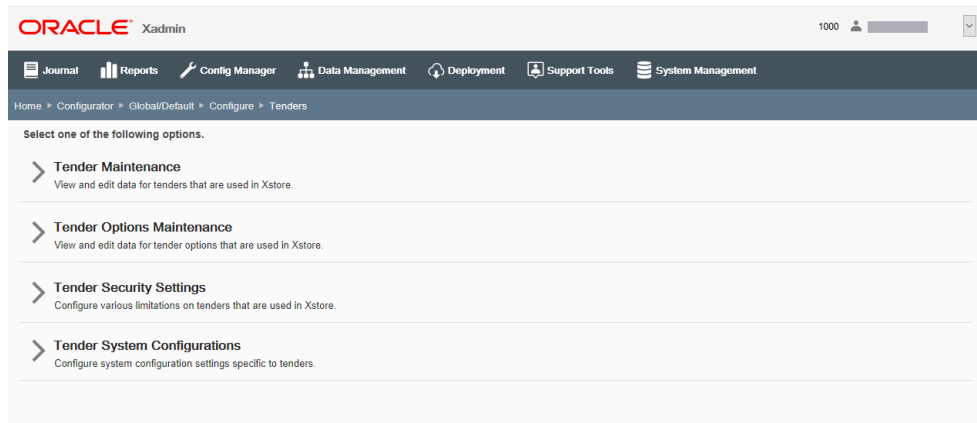 ORACLE® Xadmin
1000
Journal Reports Config Manager Data Management Deployment Support Tools System Management
Home ▸ Configurator ▸ Global/Default ▸ Configure ▸ Tenders
Select one of the following options.
Tender Maintenance
View and edit data for tenders that are used in Xstore.
Tender Options Maintenance
View and edit data for tender options that are used in Xstore.
Tender Security Settings
Configure various limitations on tenders that are used in Xstore.
Tender System Configurations
Configure system configuration settings specific to tenders.